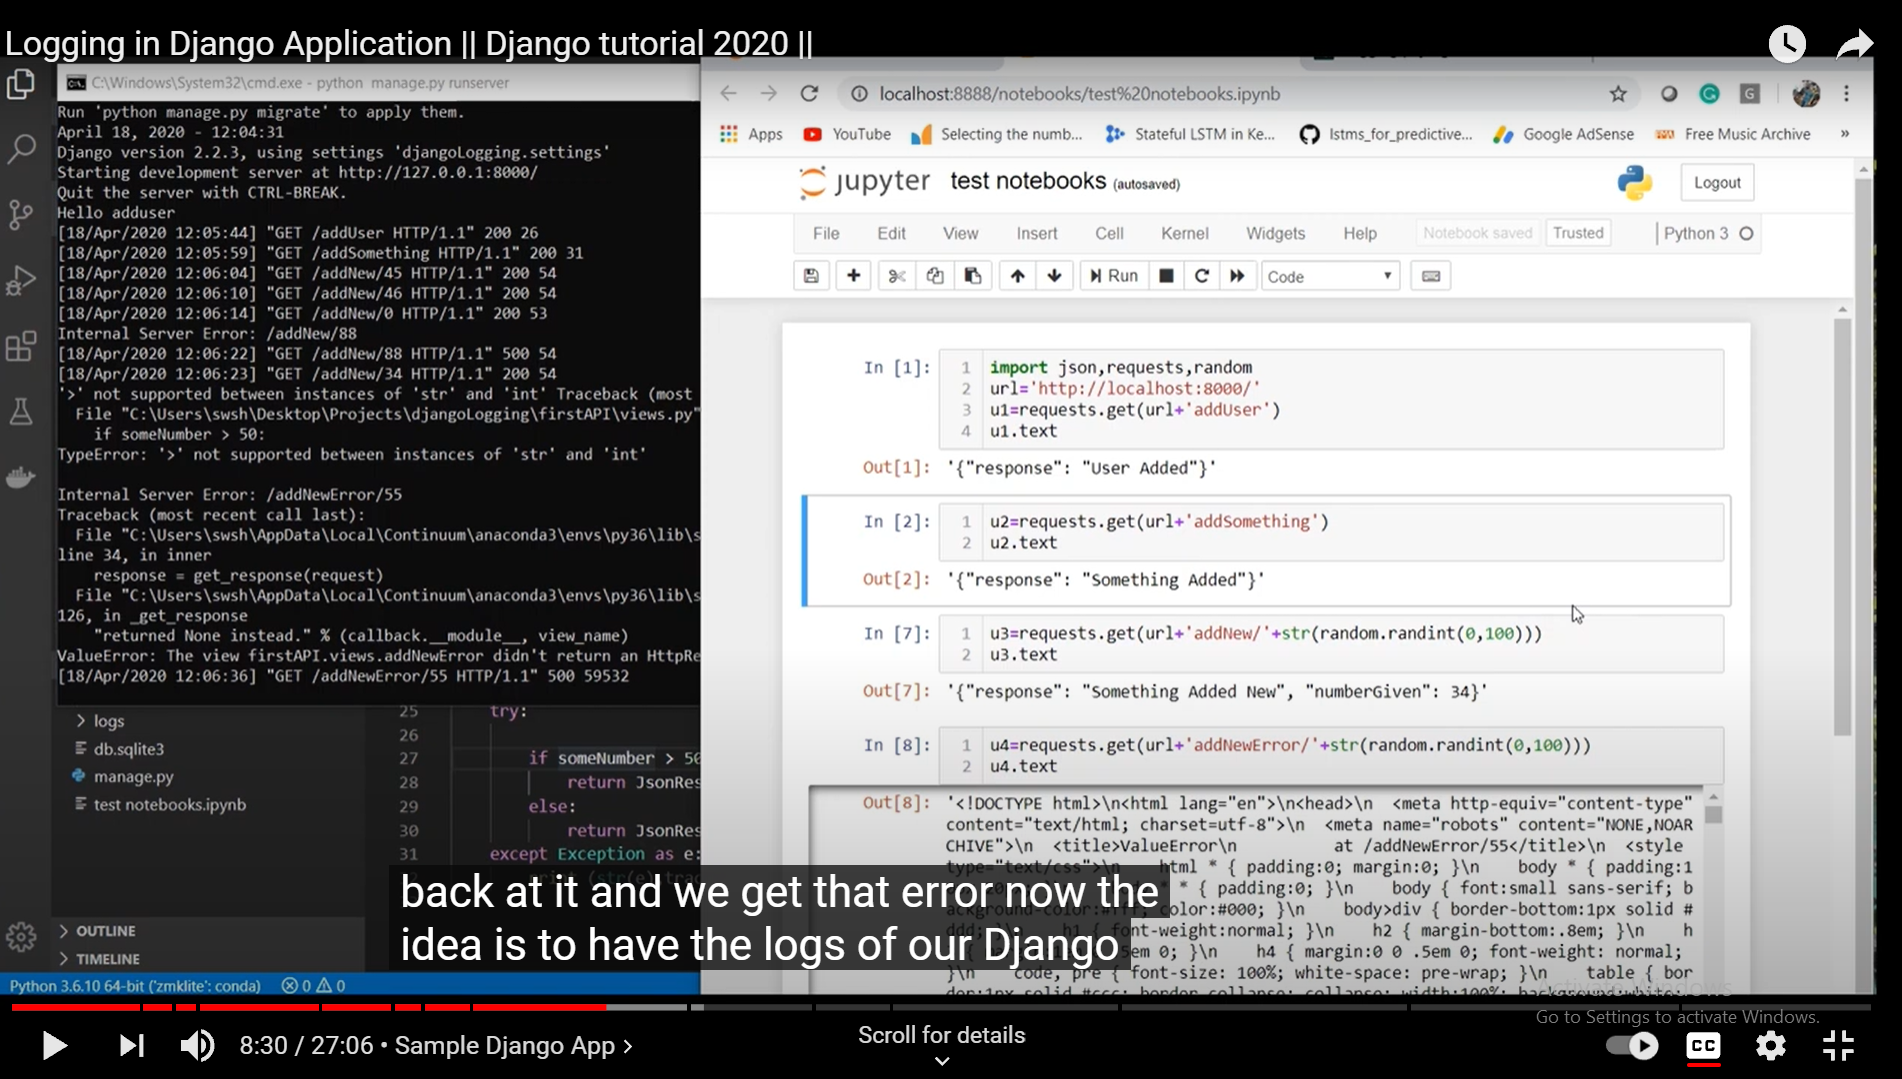 Logging in Django Application || Django tutorial 2020 ||
C:\Windows\System32\cmd.exe - python manage.py runserver
Run 'python manage.py migrate' to apply them.
April 18, 2020 - 12:04:31
Django version 2.2.3, using settings 'djangoLogging.settings'
Starting development server at http://127.0.0.1:8000/
Quit the server with CTRL-BREAK.
Hello adduser
[18/Apr/2020 12:05:44] "GET /addUser HTTP/1.1" 200 26
[18/Apr/2020 12:05:59] "GET /addSomething HTTP/1.1" 200 31
[18/Apr/2020 12:06:04] "GET /addNew/45 HTTP/1.1" 200 54
[18/Apr/2020 12:06:10] "GET /addNew/46 HTTP/1.1" 200 54
[18/Apr/2020 12:06:14] "GET /addNew/0 HTTP/1.1" 200 53
Internal Server Error: /addNew/88
[18/Apr/2020 12:06:22] "GET /addNew/88 HTTP/1.1" 500 54
[18/Apr/2020 12:06:23] "GET /addNew/34 HTTP/1.1" 200 54
'>' not supported between instances of 'str' and 'int' Traceback (most
File "C:\Users\swsh\Desktop\Projects\djangoLogging\firstAPI\views.py"
if someNumber > 50:
TypeError: '>' not supported between instances of 'str' and 'int'
Internal Server Error: /addNewError/55
Traceback (most recent call last):
File "C:\Users\swsh\AppData\Local\Continuum\anaconda3\envs\py36\lib\s
line 34, in inner
response = get_response(request)
File "C:\Users\swsh\AppData\Local\Continuum\anaconda3\envs\py36\lib\s
126, in _get_response
"returned None instead." % (callback.__module__, view_name)
ValueError: The view firstAPI.views.addNewError didn't return an HttpRe
[18/Apr/2020 12:06:36] "GET /addNewError/55 HTTP/1.1" 500 59532
logs
db.sqlite3
manage.py
test notebooks.ipynb
25 try:
26
27 if someNumber > 50
28 return JsonRes
29 else:
30 return JsonRes
31 except Exception as e:
OUTLINE
TIMELINE
Python 3.6.10 64-bit ('zmklite': conda) 0 0
localhost:8888/notebooks/test%20notebooks.ipynb
G G
Apps YouTube Selecting the numb... Stateful LSTM in Ke... lstms_for_predictive... Google AdSense Free Music Archive »
jupyter test notebooks (autosaved)
Logout
File Edit View Insert Cell Kernel Widgets Help Notebook saved Trusted Python 3
Run Code
In [1]: 1 import json,requests,random
2 url='http://localhost:8000/'
3 u1=requests.get(url+'addUser')
4 u1.text
Out[1]: '{"response": "User Added"}'
In [2]: 1 u2=requests.get(url+'addSomething')
2 u2.text
Out[2]: '{"response": "Something Added"}'
In [7]: 1 u3=requests.get(url+'addNew/'+str(random.randint(0,100)))
2 u3.text
Out[7]: '{"response": "Something Added New", "numberGiven": 34}'
In [8]: 1 u4=requests.get(url+'addNewError/'+str(random.randint(0,100)))
2 u4.text
Out[8]: '<!DOCTYPE html>\n<html lang="en">\n<head>\n <meta http-equiv="content-type"
content="text/html; charset=utf-8">\n <meta name="robots" content="NONE,NOAR
CHIVE">\n <title>ValueError\n at /addNewError/55</title>\n <style
type="text/css">\n html * { padding:0; margin:0; }\n body * { padding:1
* { padding:0; }\n body { font:small sans-serif; b
color:#000; }\n body>div { border-bottom:1px solid #
font-weight:normal; }\n h2 { margin-bottom:.8em; }\n h
5em 0; }\n h4 { margin:0 0 .5em 0; font-weight: normal;
}\n code, pre { font-size: 100%; white-space: pre-wrap; }\n table { bor
back at it and we get that error now the
idea is to have the logs of our Django
Activate Windows
Go to Settings to activate Windows.
8:30 / 27:06 • Sample Django App >
Scroll for details
CC